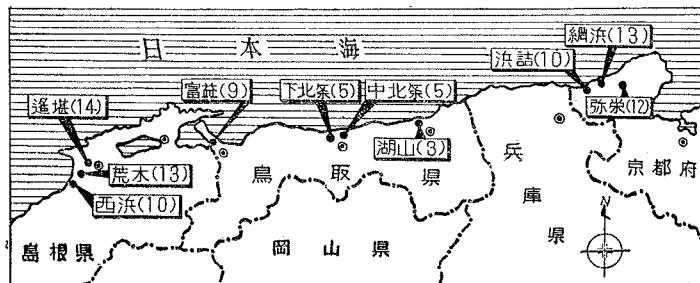 日本海
網浜(13)
浜詰(10)
弥栄(12)
富益(9)
下北条(5)
中北条(5)
遙堪(14)
湖山(3)
荒木(13)
西浜(10)
鳥取県
兵庫県
京都府
島根県
岡山県
N